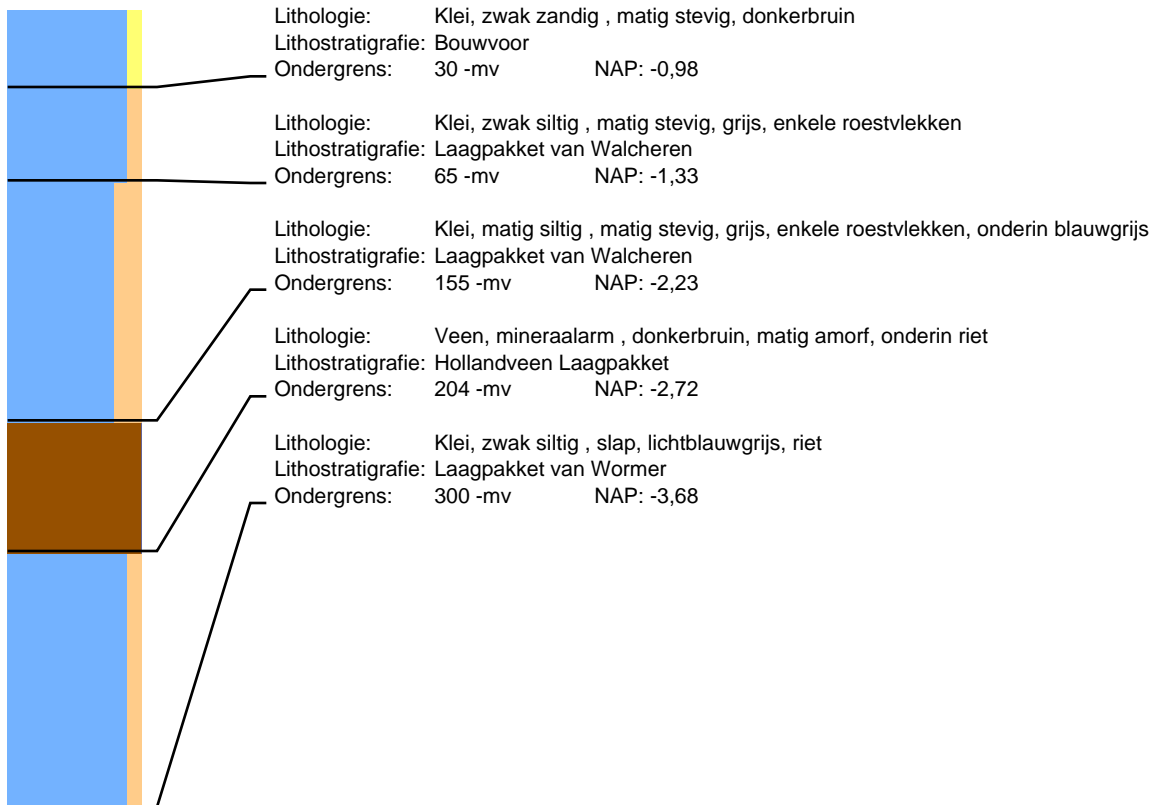 Lithologie: Klei, zwak zandig , matig stevig, donkerbruin
Lithostratigrafie: Bouwvoor
Ondergrens: 30 -mv NAP: -0,98
Lithologie: Klei, zwak siltig , matig stevig, grijs, enkele roestvlekken
Lithostratigrafie: Laagpakket van Walcheren
Ondergrens: 65 -mv NAP: -1,33
Lithologie: Klei, matig siltig , matig stevig, grijs, enkele roestvlekken, onderin blauwgrijs
Lithostratigrafie: Laagpakket van Walcheren
Ondergrens: 155 -mv NAP: -2,23
Lithologie: Veen, mineraalarm , donkerbruin, matig amorf, onderin riet
Lithostratigrafie: Hollandveen Laagpakket
Ondergrens: 204 -mv NAP: -2,72
Lithologie: Klei, zwak siltig , slap, lichtblauwgrijs, riet
Lithostratigrafie: Laagpakket van Wormer
Ondergrens: 300 -mv NAP: -3,68